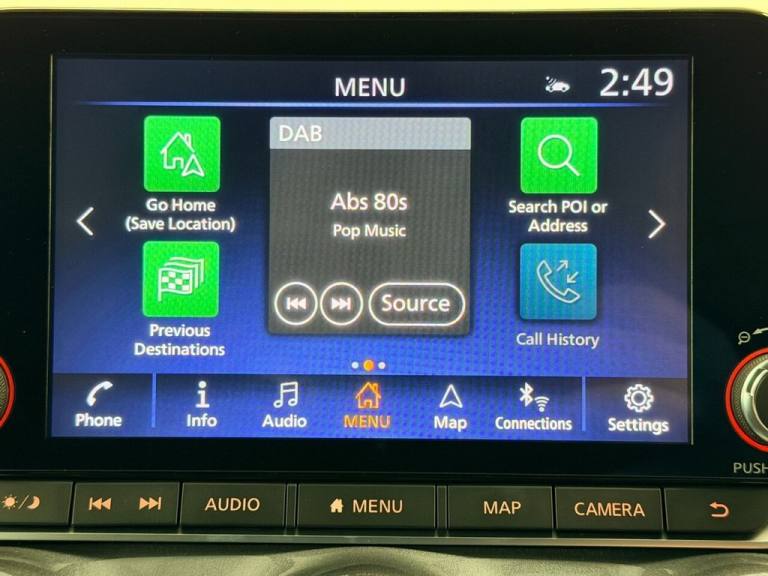 MENU
2:49
DAB
Abs 80s
Pop Music
Source
Go Home
(Save Location)
Search POI or
Address
Previous
Destinations
Call History
Phone
Info
Audio
MENU
Map
Connections
Settings
PUSH
AUDIO
MENU
MAP
CAMERA